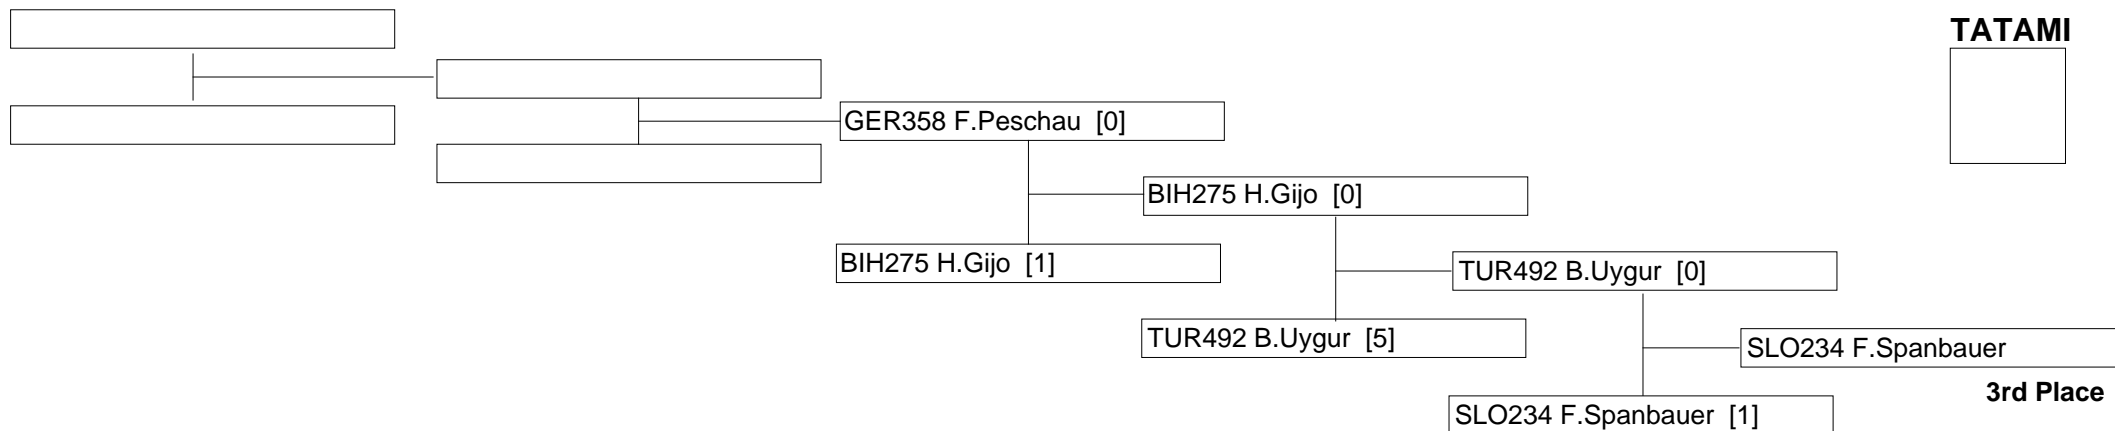 TATAMI
GER358 F.Peschau [0]
BIH275 H.Gijo [0]
BIH275 H.Gijo [1]
TUR492 B.Uygur [0]
TUR492 B.Uygur [5]
SLO234 F.Spanbauer
3rd Place
SLO234 F.Spanbauer [1]